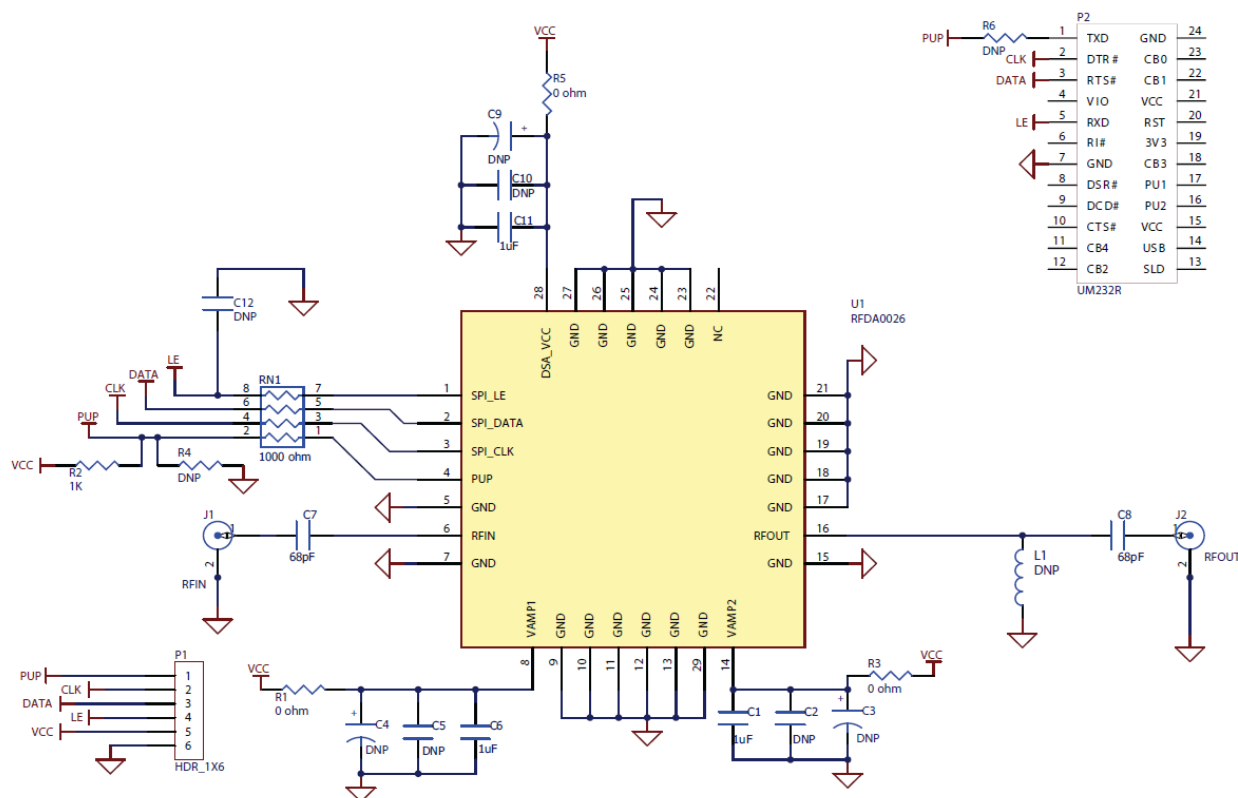 VCC
R5
0 ohm
C9
+
DNP
C10
DNP
C11
1uF
R6
PUP
DNP
CLK
DATA
LE
P2
1 TXD GND 24
2 DTR# CB0 23
3 RTS# CB1 22
4 VIO VCC 21
5 RXD RST 20
6 RI# 3V3 19
7 GND CB3 18
8 DSR# PU1 17
9 DCD# PU2 16
10 CTS# VCC 15
11 CB4 USB 14
12 CB2 SLD 13
UM232R
C12
DNP
LE
DATA
CLK
PUP
RN1
8 7
6 5
4 3
2 1
1000 ohm
VCC
R2
1K
R4
DNP
U1
RFDA0026
28 27 26 25 24 23 22
DSA_VCC GND GND GND GND GND NC
1 SPI_LE GND 21
2 SPI_DATA GND 20
3 SPI_CLK GND 19
4 PUP GND 18
5 GND GND 17
6 RFIN RFOUT 16
7 GND GND 15
VAMP1 GND GND GND GND GND GND VAMP2
8 9 10 11 12 13 29 14
J1
1
2
RFIN
C7
68pF
L1
DNP
C8
68pF
J2
1
2
RFOUT
P1
PUP 1
CLK 2
DATA 3
LE 4
VCC 5
6
HDR_1X6
VCC
R1
0 ohm
+
C4
DNP
C5
DNP
C6
1uF
C1
1uF
C2
DNP
+
C3
DNP
R3
0 ohm
VCC